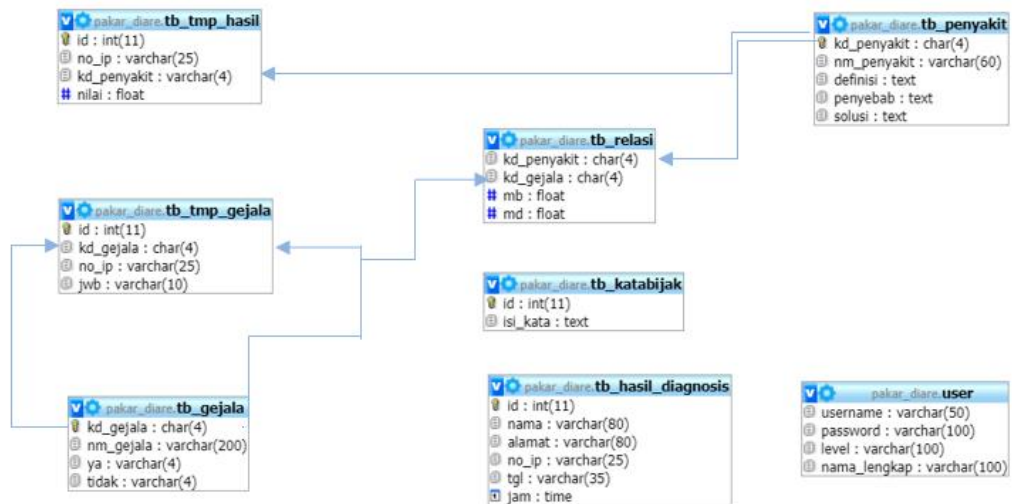 pakar_diare.tb_tmp_hasil
id : int(11)
no_ip : varchar(25)
kd_penyakit : varchar(4)
# nilai : float
pakar_diare.tb_penyakit
kd_penyakit : char(4)
nm_penyakit : varchar(60)
definisi : text
penyebab : text
solusi : text
pakar_diare.tb_relasi
kd_penyakit : char(4)
kd_gejala : char(4)
# mb : float
# md : float
pakar_diare.tb_tmp_gejala
id : int(11)
kd_gejala : char(4)
no_ip : varchar(25)
jwb : varchar(10)
pakar_diare.tb_katabijak
id : int(11)
isi_kata : text
pakar_diare.tb_gejala
kd_gejala : char(4)
nm_gejala : varchar(200)
ya : varchar(4)
tidak : varchar(4)
pakar_diare.tb_hasil_diagnosis
id : int(11)
nama : varchar(80)
alamat : varchar(80)
no_ip : varchar(25)
tgl : varchar(35)
jam : time
pakar_diare.user
username : varchar(50)
password : varchar(100)
level : varchar(100)
nama_lengkap : varchar(100)